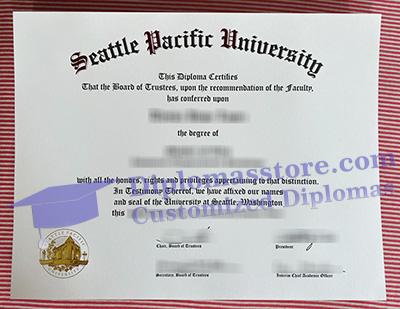 Seattle Pacific University
This Diploma Certifies
That the Board of Trustees, upon the recommendation of the Faculty,
has conferred upon
the degree of
with all the honors, rights and privileges appertaining to that distinction.
In Testimony Thereof, we have affixed our names
and seal of the University at Seattle, Washington
this
Diplomasstore.com
Customized Diplomas
Chair, Board of Trustees
President
Secretary, Board of Trustees
Interim Chief Academic Officer
SEATTLE PACIFIC
UNIVERSITY